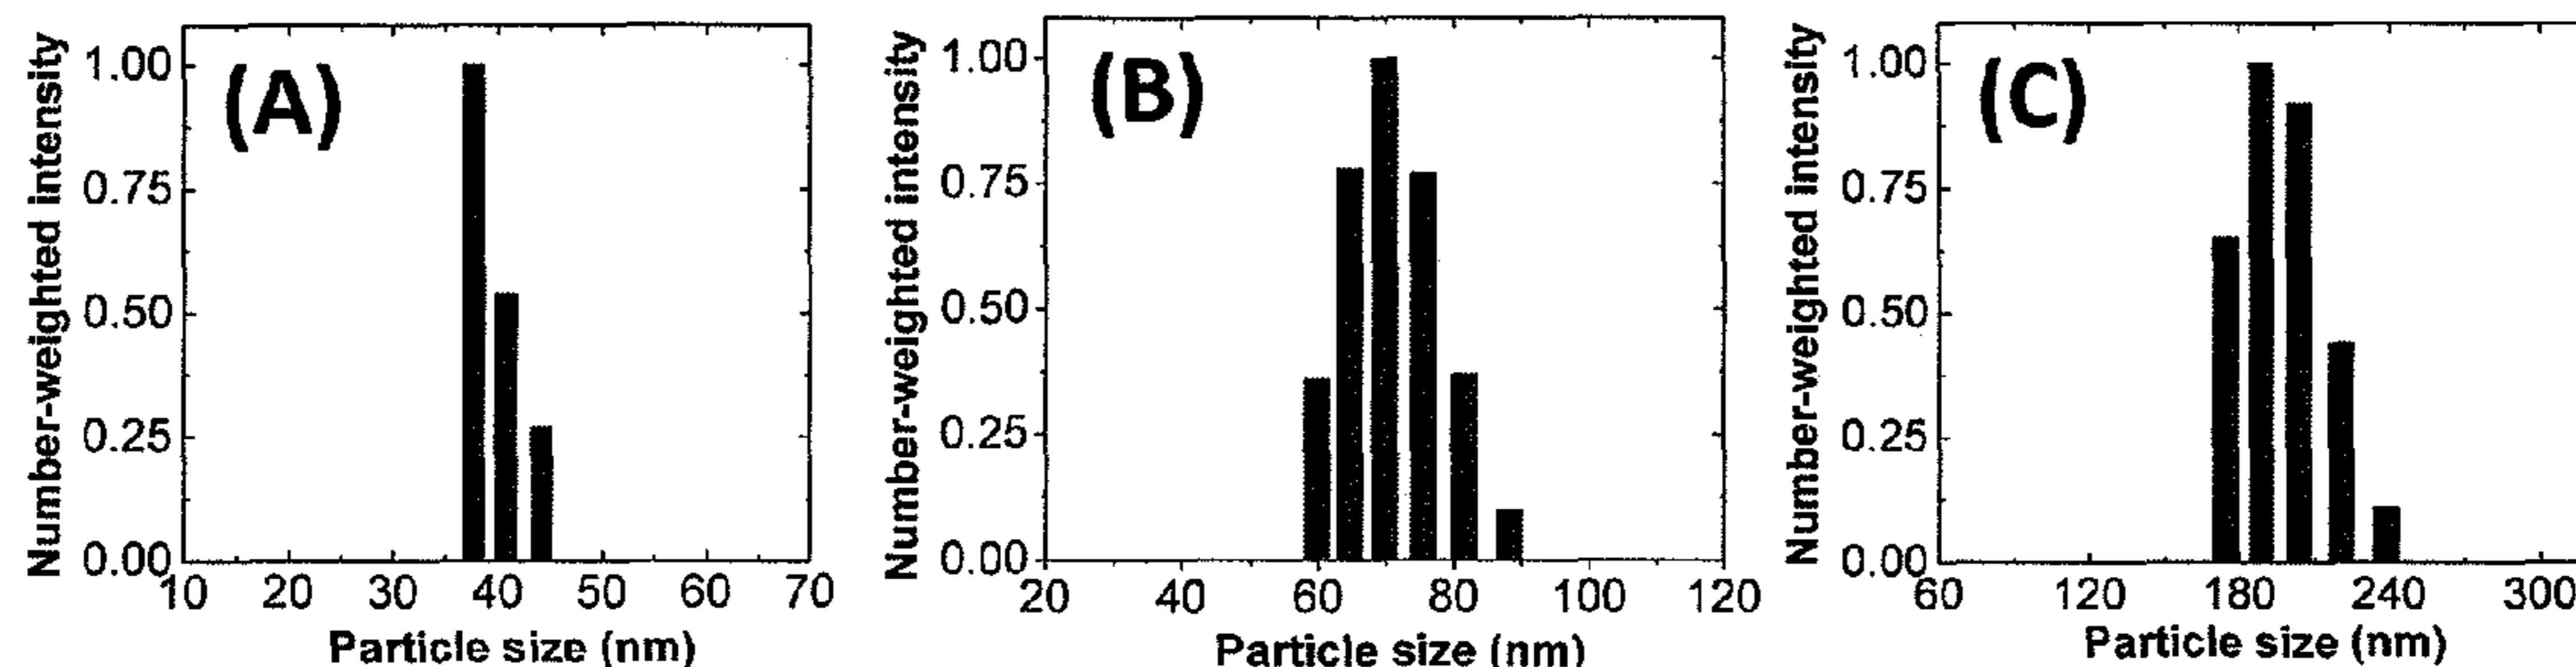 (A)
Number-weighted intensity
1.00
0.75
0.50
0.25
0.00
10 20 30 40 50 60 70
Particle size (nm)
(B)
Number-weighted intensity
1.00
0.75
0.50
0.25
0.00
20 40 60 80 100 120
Particle size (nm)
(C)
Number-weighted intensity
1.00
0.75
0.50
0.25
0.00
60 120 180 240 300
Particle size (nm)